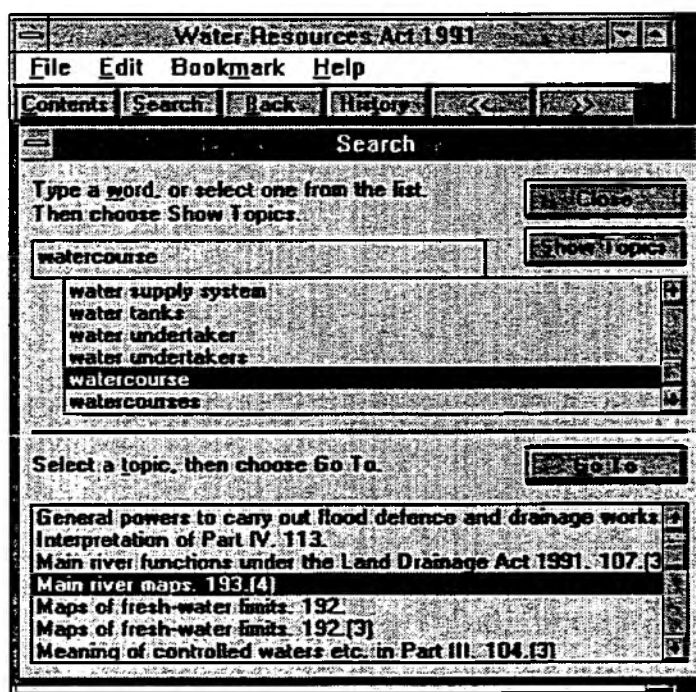 Water Resources Act 1991
File Edit Bookmark Help
Contents Search Back History << >>
Search
Type a word, or select one from the list.
Then choose Show Topics.
Close
Show Topics
watercourse
water supply system
water tanks
water undertaker
water undertakers
watercourse
watercourses
Select a topic, then choose Go To.
Go To
General powers to carry out flood defence and drainage works.
Interpretation of Part IV. 113.
Main river functions under the Land Drainage Act 1991. 107.(3
Main river maps. 193.(4)
Maps of fresh-water limits. 192.
Maps of fresh-water limits. 192.(3)
Meaning of controlled waters etc. in Part III. 104.(3)